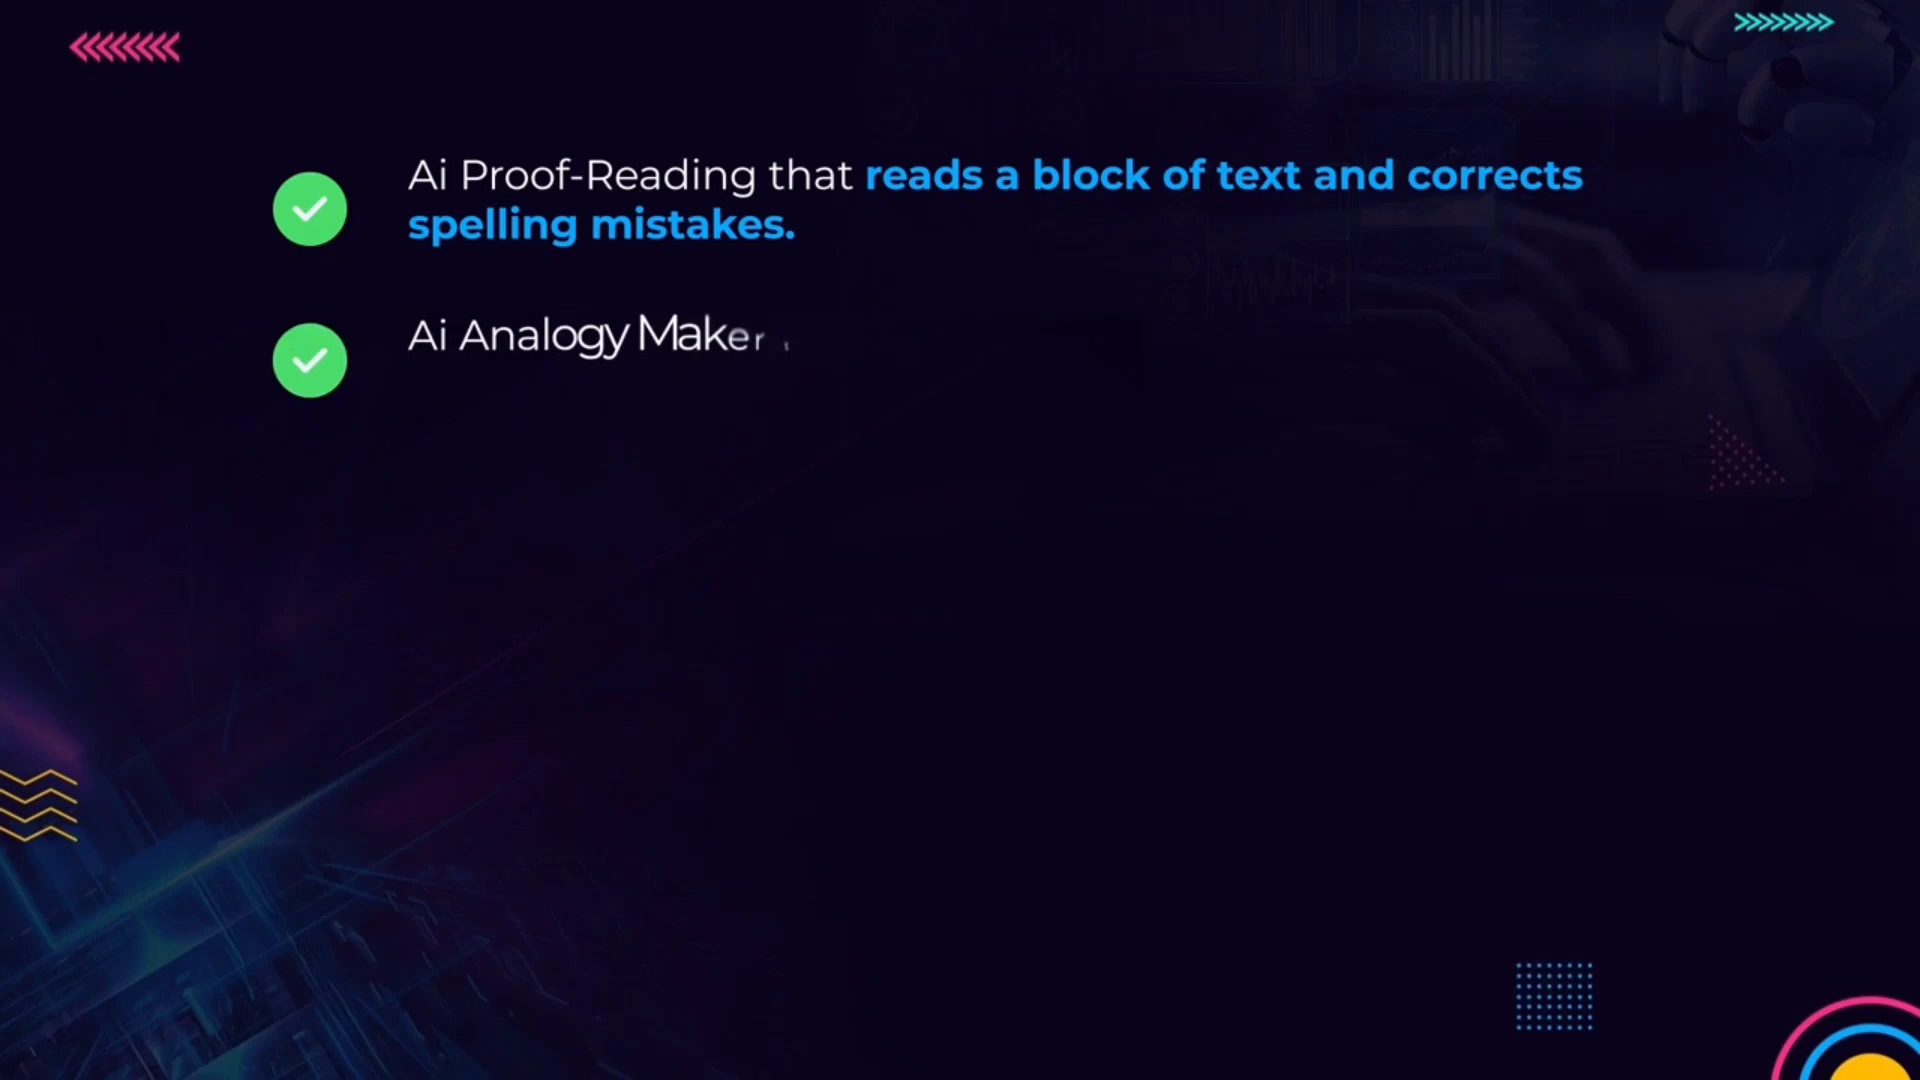 Ai Proof-Reading that reads a block of text and corrects
spelling mistakes.
Ai Analogy Maker